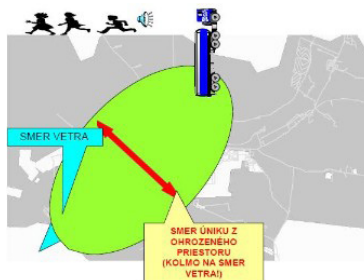 SMER VETRA
SMER ÚNIKU Z
OHROZENÉHO
PRIESTORU
(KOLMO NA SMER
VETRA!)